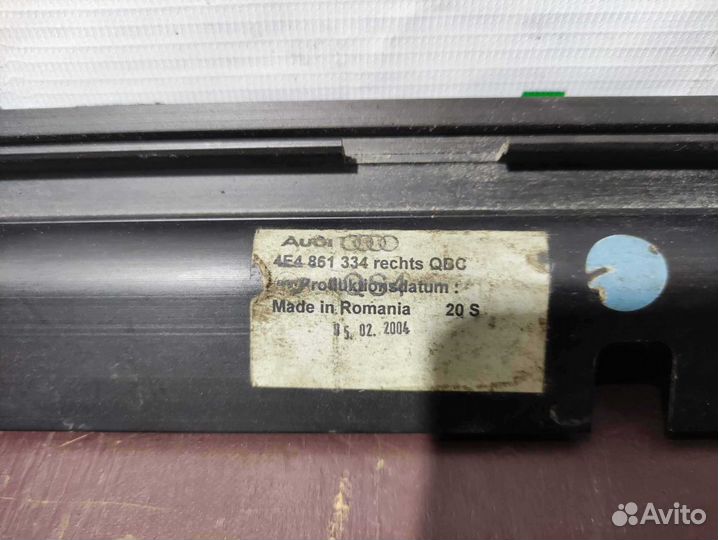 Audi
4E4 861 334 rechts QBC
Produktionsdatum :
Made in Romania 20 S
05. 02. 2004
Avito